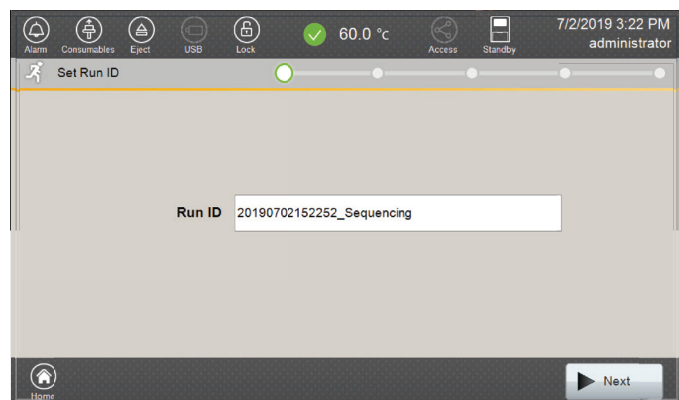 Alarm Consumables Eject USB Lock 60.0 °c Access Standby 7/2/2019 3:22 PM
administrator
Set Run ID
Run ID 20190702152252_Sequencing
Home Next